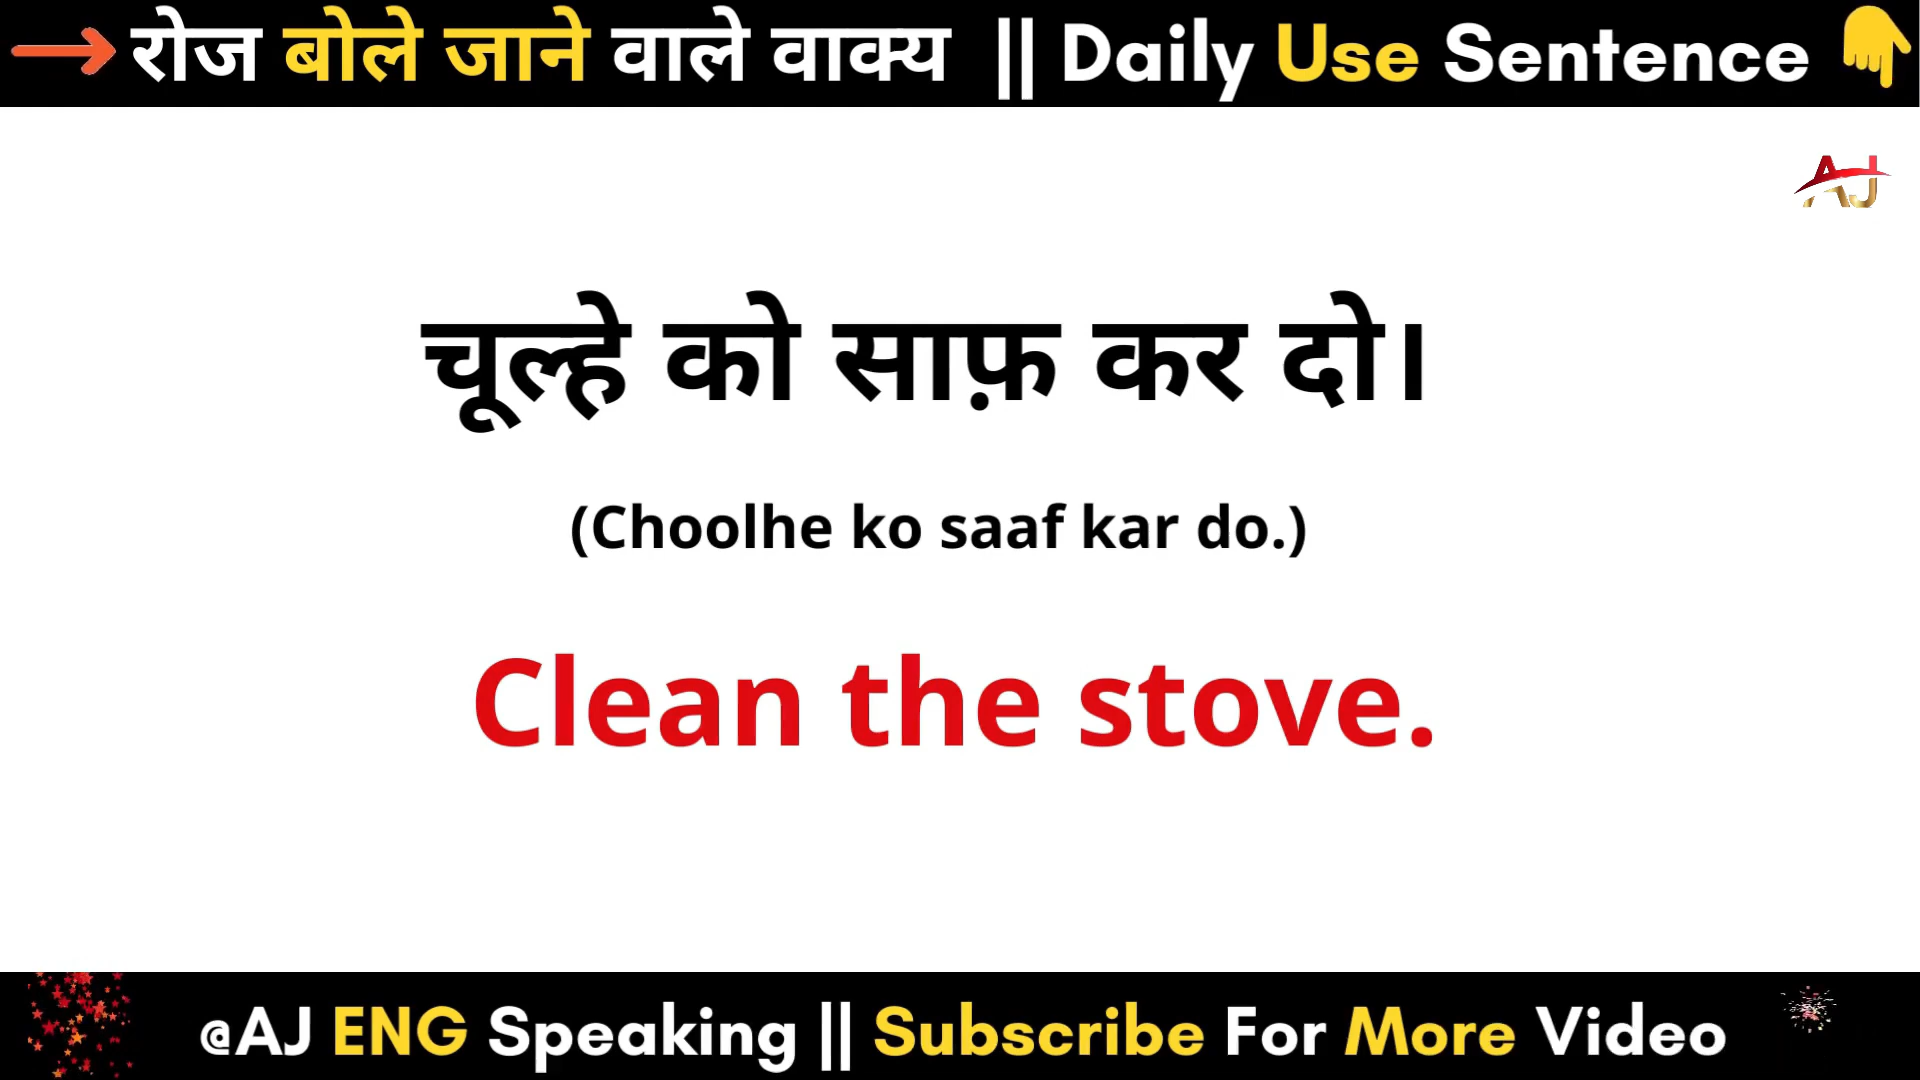 रोज बोले जाने वाले वाक्य || Daily Use Sentence
AJ
चूल्हे को साफ़ कर दो।
(Choolhe ko saaf kar do.)
Clean the stove.
@AJ ENG Speaking || Subscribe For More Video